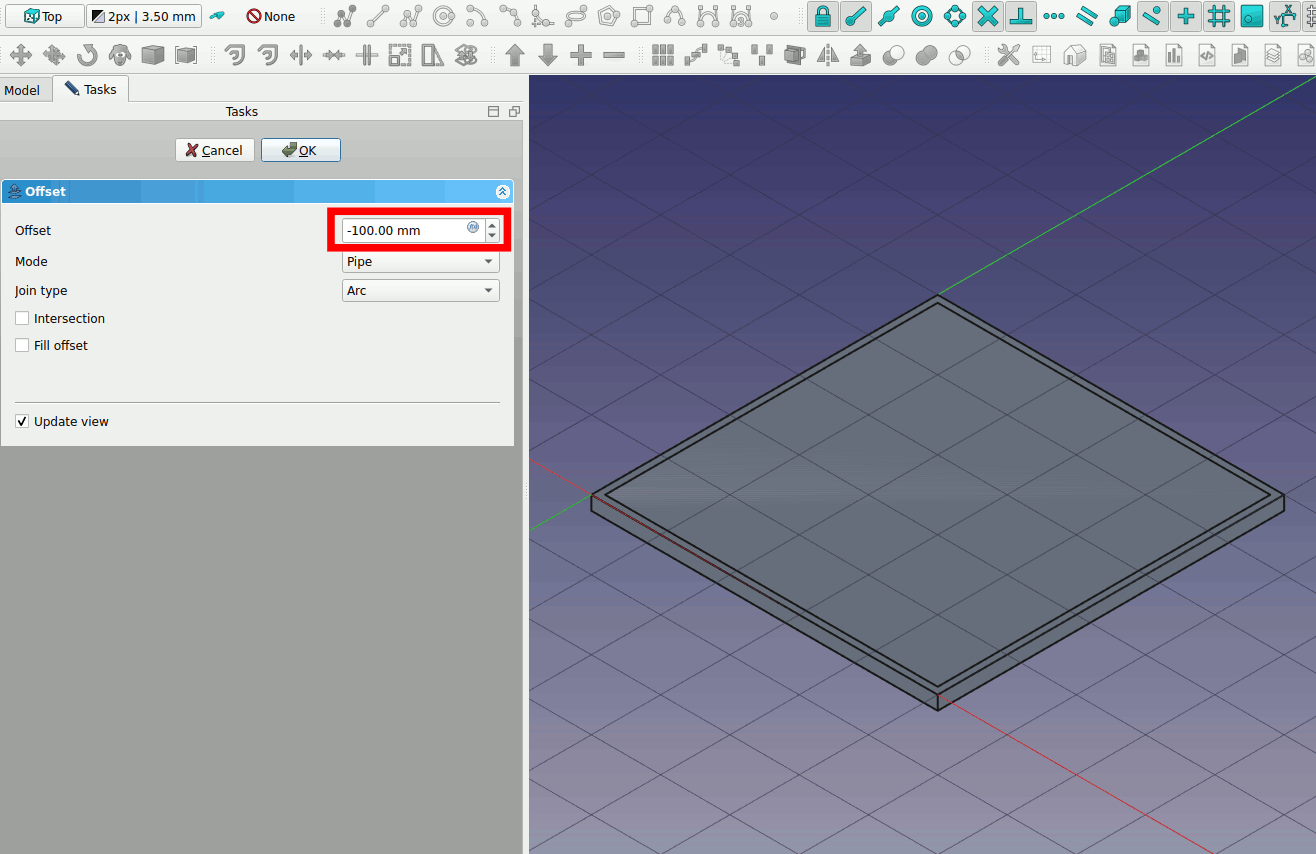 Top
2px | 3.50 mm
None
Model
Tasks
Tasks
Cancel
OK
Offset
Offset
-100.00 mm
Mode
Pipe
Join type
Arc
Intersection
Fill offset
Update view